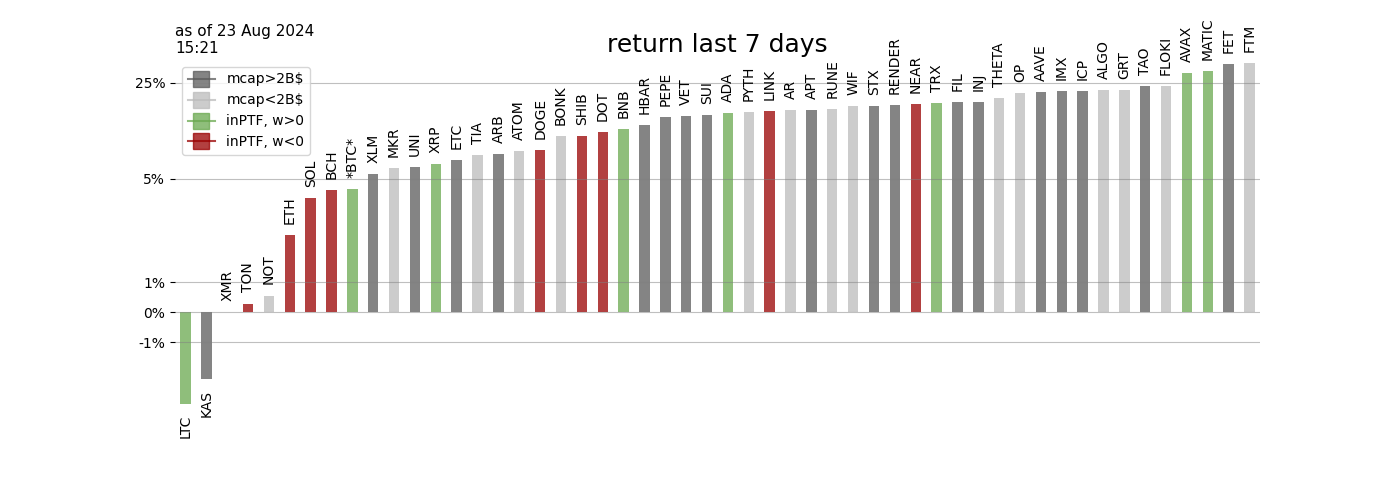 as of 23 Aug 2024
15:21
return last 7 days
mcap>2B$
mcap<2B$
inPTF, w>0
inPTF, w<0
25%
5%
1%
0%
-1%
LTC
KAS
XMR
TON
NOT
ETH
SOL
BCH
*BTC*
XLM
MKR
UNI
XRP
ETC
TIA
ARB
ATOM
DOGE
BONK
SHIB
DOT
BNB
HBAR
PEPE
VET
SUI
ADA
PYTH
LINK
AR
APT
RUNE
WIF
STX
RENDER
NEAR
TRX
FIL
INJ
THETA
OP
AAVE
IMX
ICP
ALGO
GRT
TAO
FLOKI
AVAX
MATIC
FET
FTM